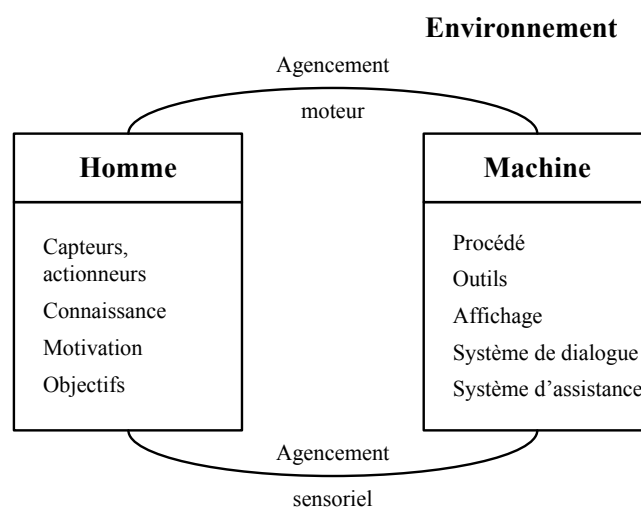 Environnement
Agencement
moteur
Homme
Capteurs,
actionneurs
Connaissance
Motivation
Objectifs
Machine
Procédé
Outils
Affichage
Système de dialogue
Système d'assistance
Agencement
sensoriel